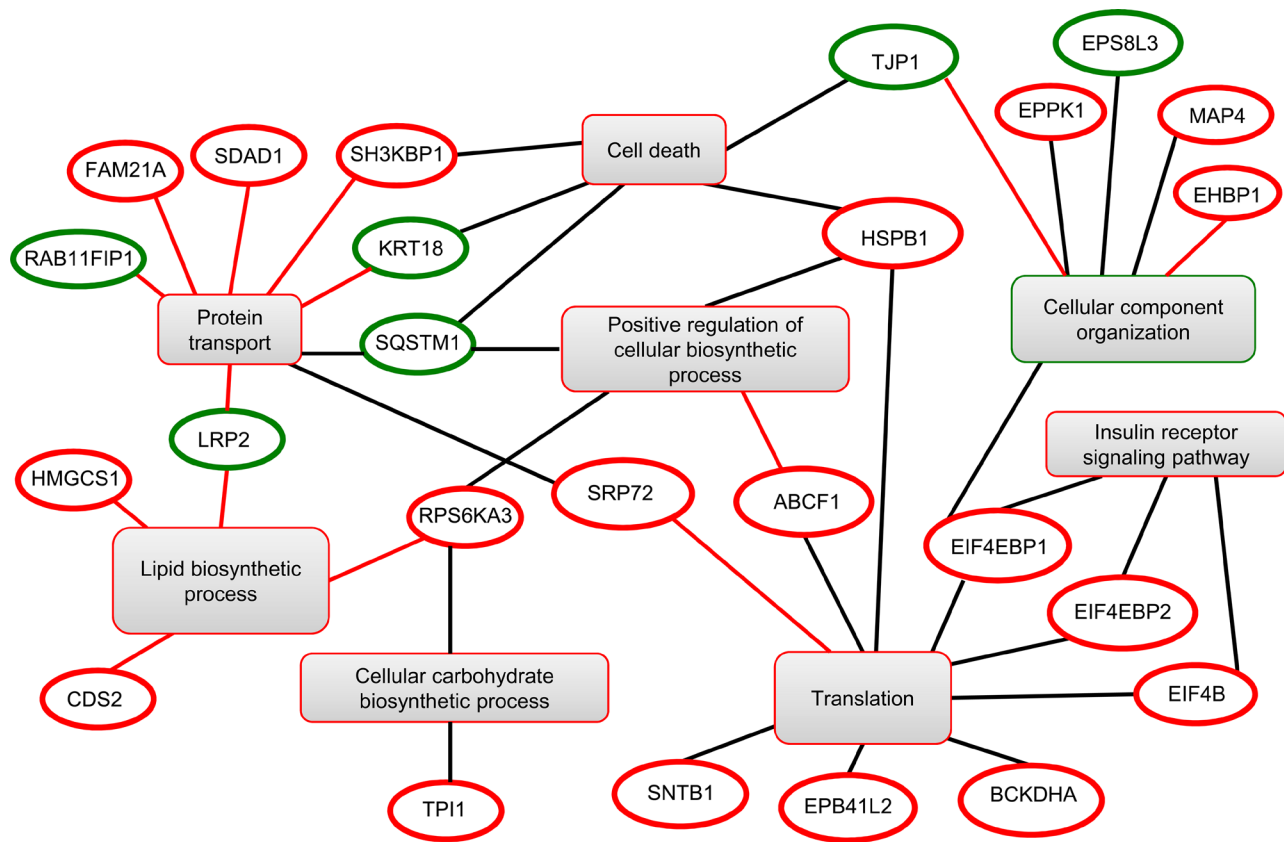 EPS8L3
TJP1
EPPK1
MAP4
FAM21A
SDAD1
SH3KBP1
Cell death
EHBP1
RAB11FIP1
KRT18
HSPB1
Protein
transport
SQSTM1
Positive regulation of
cellular biosynthetic
process
Cellular component
organization
LRP2
Insulin receptor
signaling pathway
HMGCS1
RPS6KA3
SRP72
ABCF1
EIF4EBP1
Lipid biosynthetic
process
EIF4EBP2
CDS2
Cellular carbohydrate
biosynthetic process
Translation
EIF4B
TPI1
SNTB1
EPB41L2
BCKDHA